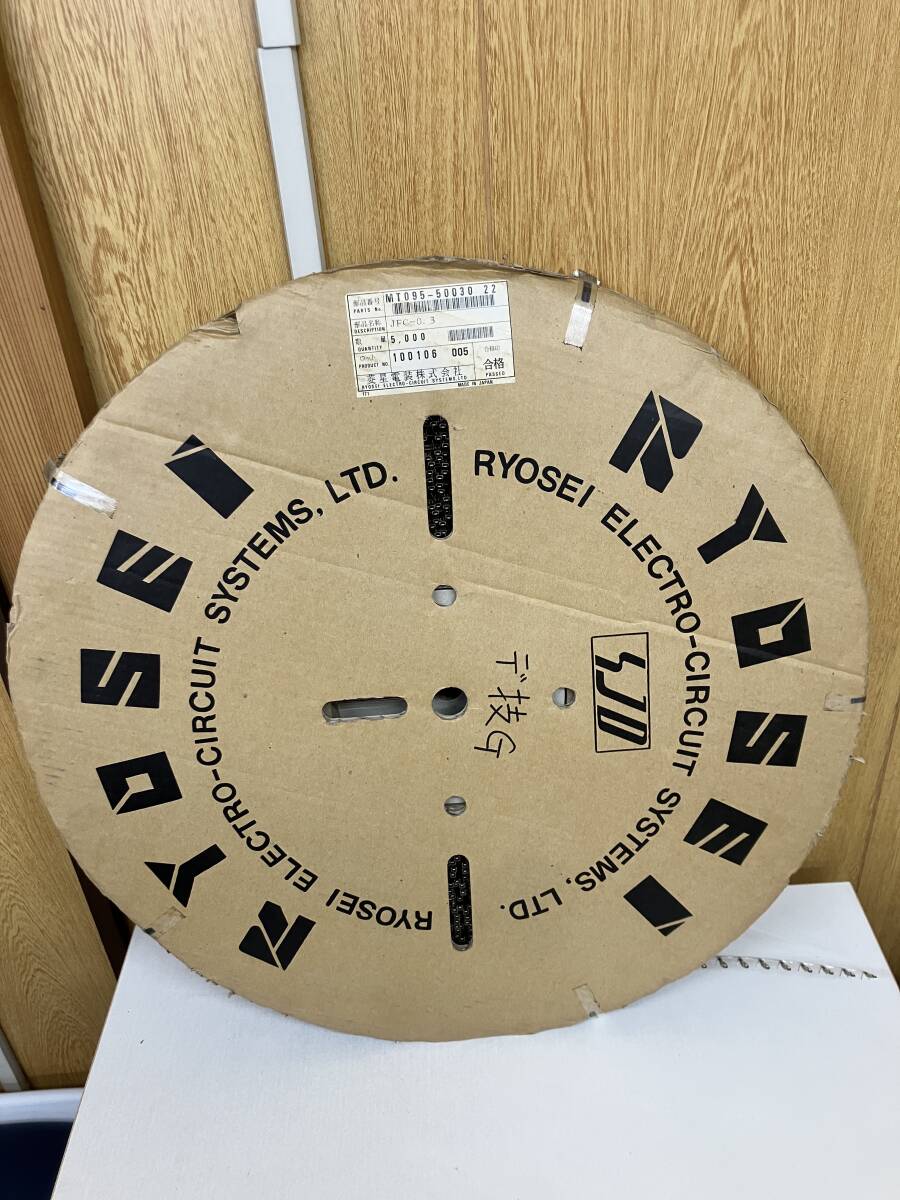 部品番号 MT095-50030 22
PARTS No.
部品名称 JFC-0.3
DESCRIPTION
数量 5,000
QUANTITY
PRODUCT NO. 100106 005
合格印
合格
PASSED
菱星電装株式会社
RYOSEI ELECTRO-CIRCUIT SYSTEMS,LTD MADE IN JAPAN
RYOSEI
RYOSEI ELECTRO-CIRCUIT SYSTEMS, LTD.
デ技G
RYOSEI
RYOSEI ELECTRO-CIRCUIT SYSTEMS, LTD.